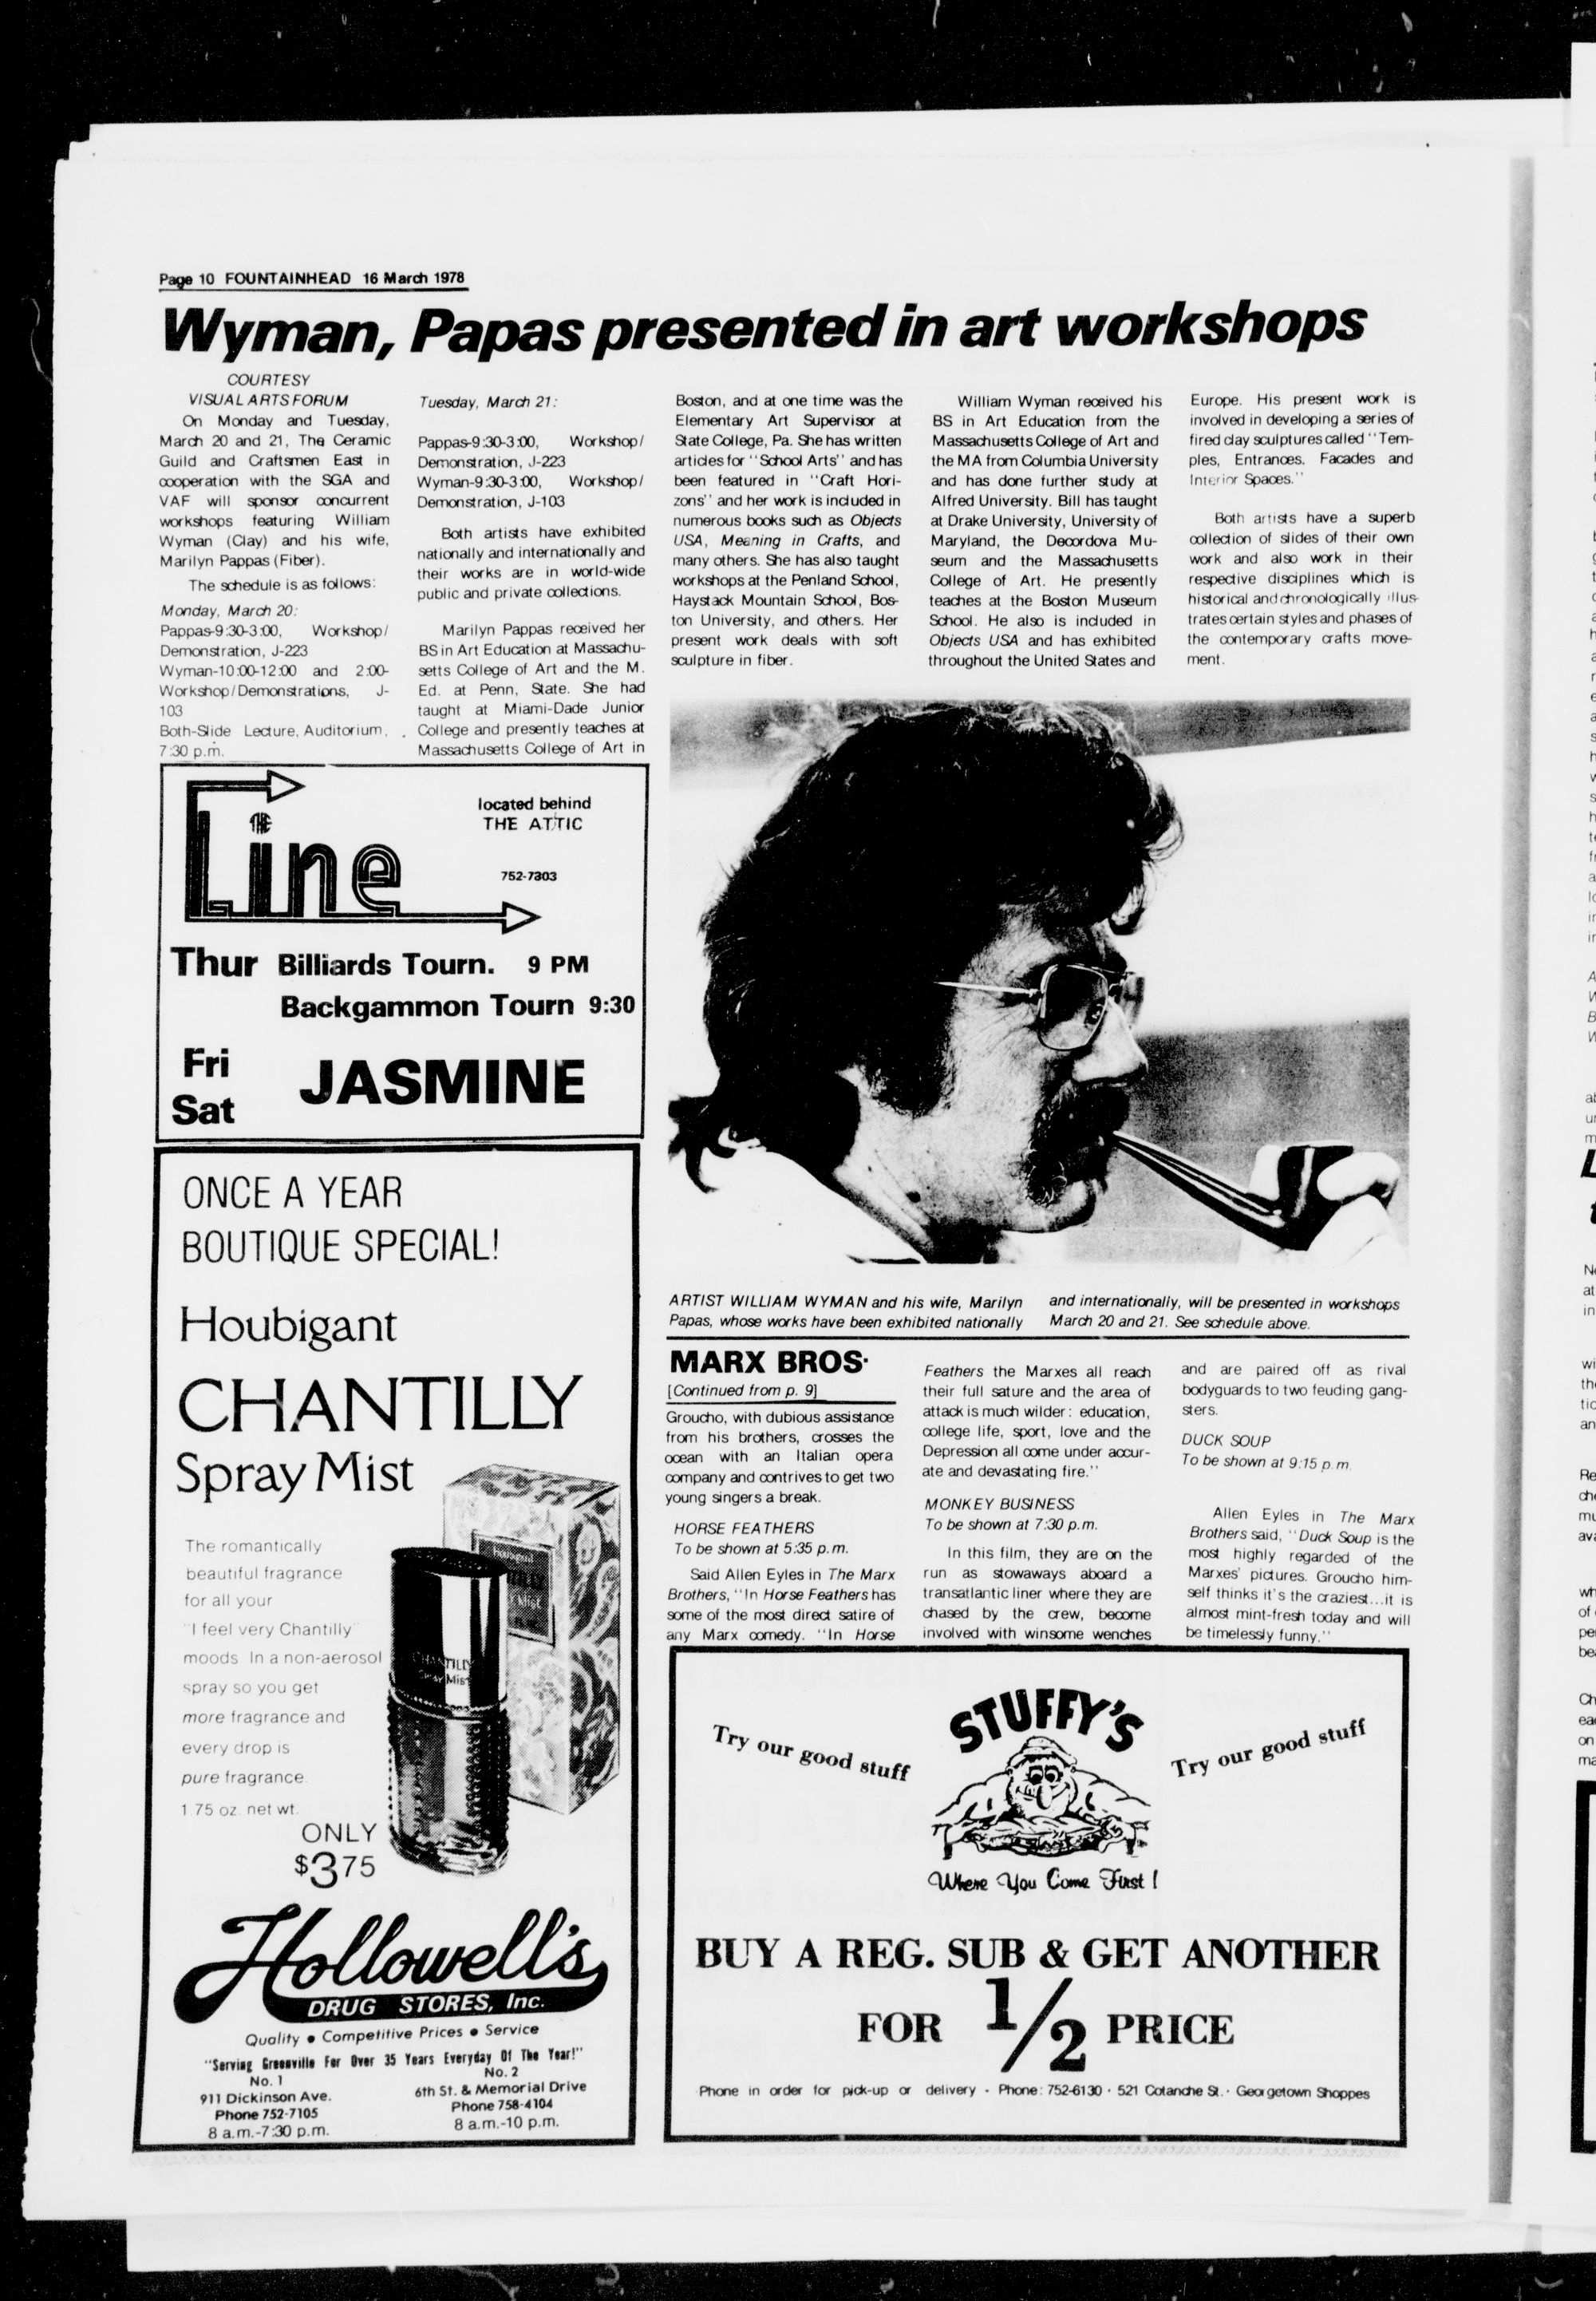 Page 10 FOUNTAINHEAD 16 March 1978
Wyman, Papas presented in art workshops
COURTESY
VISUAL ARTS FORUM
On Monday and Tuesday,
March 20 and 21, The Ceramic
Guild and Craftsmen East in
cooperation with the SGA and
VAF will sponsor concurrent
workshops featuring William
Wyman (Clay) and his wife,
Marilyn Pappas (Fiber).
The schedule is as follows:
Monday, March 20:
Pappas-9:30-3:00, Workshop/
Demonstration, J-223
Wyman-10:00-12:00 and 2:00-
Workshop/Demonstrations, J-
103
Both-Slide Lecture, Auditorium,
7:30 p.m.
Tuesday, March 21:
Pappas-9:30-3:00, Workshop/
Demonstration, J-223
Wyman-9:30-3:00, Workshop/
Demonstration, J-103
Both artists have exhibited
nationally and internationally and
their works are in world-wide
public and private collections.
Marilyn Pappas received her
BS in Art Education at Massachu-
setts College of Art and the M.
Ed. at Penn, State. She had
taught at Miami-Dade Junior
College and presently teaches at
Massachusetts College of Art in
Boston, and at one time was the
Elementary Art Supervisor at
State College, Pa. She has written
articles for "School Arts" and has
been featured in "Craft Hori-
zons" and her work is included in
numerous books such as Objects
USA, Meaning in Crafts, and
many others. She has also taught
workshops at the Penland School,
Haystack Mountain School, Bos-
ton University, and others. Her
present work deals with soft
sculpture in fiber.
William Wyman received his
BS in Art Education from the
Massachusetts College of Art and
the MA from Columbia University
and has done further study at
Alfred University. Bill has taught
at Drake University, University of
Maryland, the Decordova Mu-
seum and the Massachusetts
College of Art. He presently
teaches at the Boston Museum
School. He also is included in
Objects USA and has exhibited
throughout the United States and
Europe. His present work is
involved in developing a series of
fired clay sculptures called "Tem-
ples, Entrances. Facades and
Interior Spaces."
Both artists have a superb
collection of slides of their own
work and also work in their
respective disciplines which is
historical and chronologically illus-
trates certain styles and phases of
the contemporary crafts move-
ment.
THE
Line
located behind
THE ATTIC
752-7303
Thur Billiards Tourn. 9 PM
Backgammon Tourn 9:30
Fri
Sat
JASMINE
ONCE A YEAR
BOUTIQUE SPECIAL!
Houbigant
CHANTILLY
Spray Mist
The romantically
beautiful fragrance
for all your
"I feel very Chantilly"
moods. In a non-aerosol
spray so you get
more fragrance and
every drop is
pure fragrance.
1.75 oz. net wt.
ONLY
$3.75
CHANTILLY
Spray Mist
Hollowell's
DRUG STORES, Inc.
Quality • Competitive Prices • Service
"Serving Greenville For Over 35 Years Everyday Of The Year!"
No. 1
911 Dickinson Ave.
Phone 752-7105
8 a.m.-7:30 p.m.
No. 2
6th St. & Memorial Drive
Phone 758-4104
8 a.m.-10 p.m.
ARTIST WILLIAM WYMAN and his wife, Marilyn
Papas, whose works have been exhibited nationally
and internationally, will be presented in workshops
March 20 and 21. See schedule above.
MARX BROS.
[Continued from p. 9]
Groucho, with dubious assistance
from his brothers, crosses the
ocean with an Italian opera
company and contrives to get two
young singers a break.
HORSE FEATHERS
To be shown at 5:35 p.m.
Said Allen Eyles in The Marx
Brothers, "In Horse Feathers has
some of the most direct satire of
any Marx comedy. "In Horse
Feathers the Marxes all reach
their full sature and the area of
attack is much wilder: education,
college life, sport, love and the
Depression all come under accur-
ate and devastating fire."
MONKEY BUSINESS
To be shown at 7:30 p.m.
In this film, they are on the
run as stowaways aboard a
transatlantic liner where they are
chased by the crew, become
involved with winsome wenches
and are paired off as rival
bodyguards to two feuding gang-
sters.
DUCK SOUP
To be shown at 9:15 p.m.
Allen Eyles in The Marx
Brothers said, "Duck Soup is the
most highly regarded of the
Marxes' pictures. Groucho him-
self thinks it's the craziest...it is
almost mint-fresh today and will
be timelessly funny."
Try our good stuff
STUFFY'S
Try our good stuff
Where You Come First!
BUY A REG. SUB & GET ANOTHER
FOR 1/2 PRICE
Phone in order for pick-up or delivery - Phone: 752-6130 · 521 Cotanche St. · Georgetown Shoppes